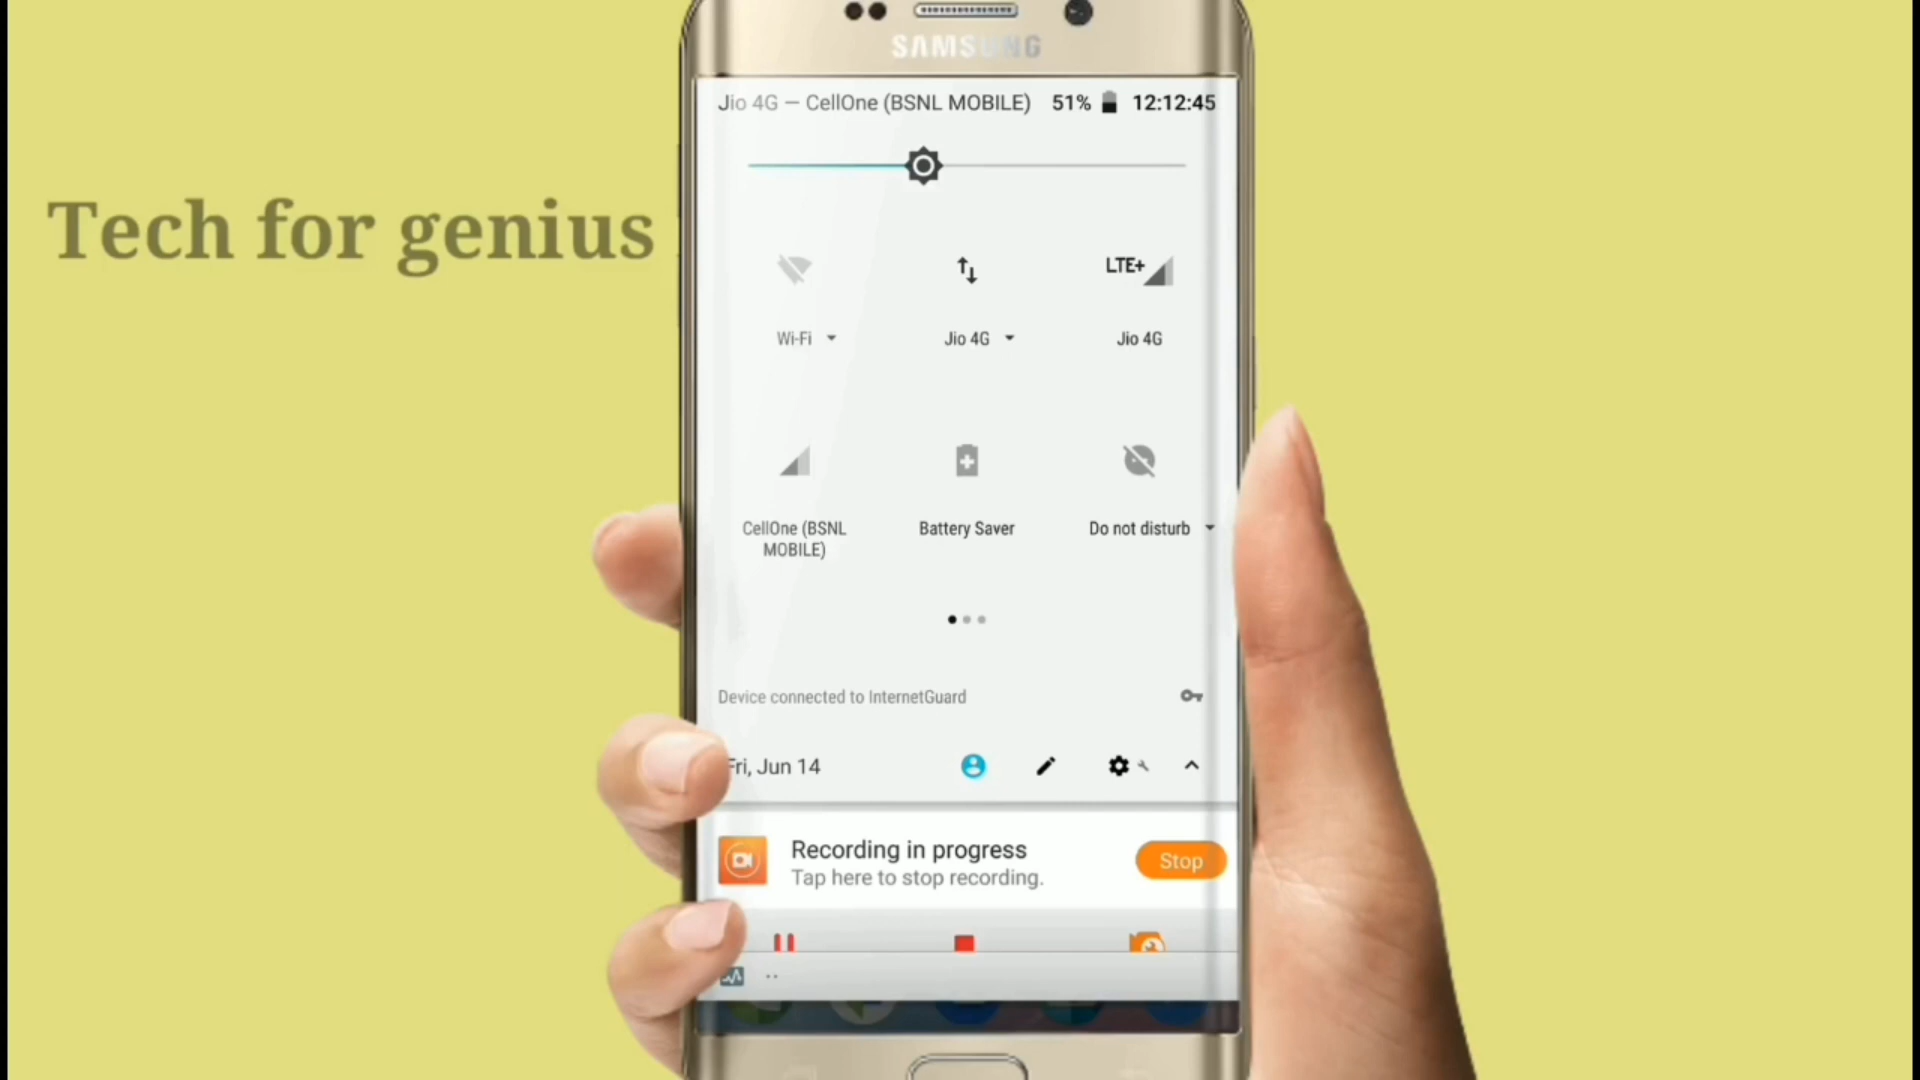 SAMSUNG
Jio 4G — CellOne (BSNL MOBILE) 51% 12:12:45
Tech for genius
LTE+
Wi-Fi
Jio 4G
Jio 4G
CellOne (BSNL
MOBILE)
Battery Saver
Do not disturb
Device connected to InternetGuard
Fri, Jun 14
Recording in progress
Tap here to stop recording.
Stop